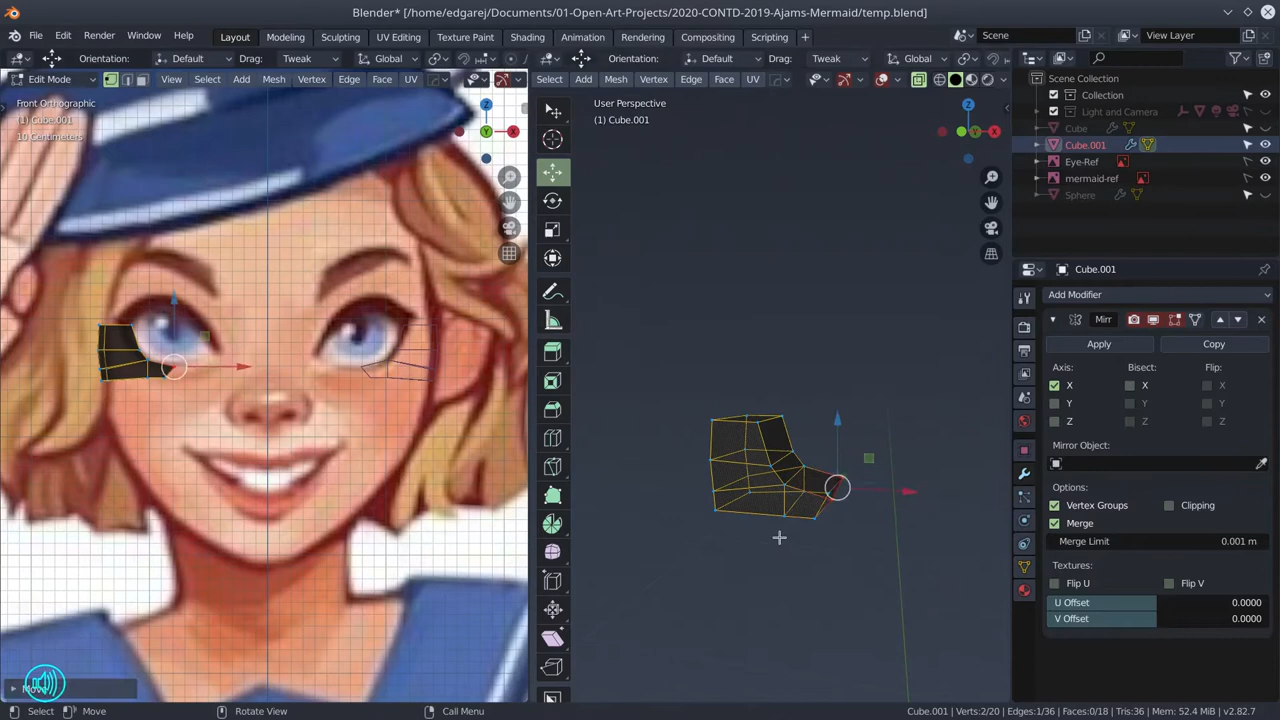 Blender* [/home/edgarej/Documents/01-Open-Art-Projects/2020-CONTD-2019-Ajams-Mermaid/temp.blend]
File Edit Render Window Help Layout Modeling Sculpting UV Editing Texture Paint Shading Animation Rendering Compositing Scripting + Scene View Layer
Orientation: Default Drag: Tweak Global Orientation: Default Drag: Tweak Global
Edit Mode View Select Add Mesh Vertex Edge Face UV Select Add Mesh Vertex Edge Face UV
Front Orthographic
(1) Cube.001
10 Centimeters
Z
Y
X
User Perspective
(1) Cube.001
Z
X
Scene Collection
Collection
Light and Camera
Cube
Cube.001
Eye-Ref
mermaid-ref
Sphere
Cube.001
Add Modifier
Mirr
Apply Copy
Axis: Bisect: Flip:
X X X
Y Y Y
Z Z Z
Mirror Object:
Options:
Vertex Groups Clipping
Merge
Merge Limit 0.001 m
Textures:
Flip U Flip V
U Offset 0.0000
V Offset 0.0000
Select Move Rotate View Call Menu Cube.001 | Verts:2/20 | Edges:1/36 | Faces:0/18 | Tris:36 | Mem: 52.4 MiB | v2.82.7